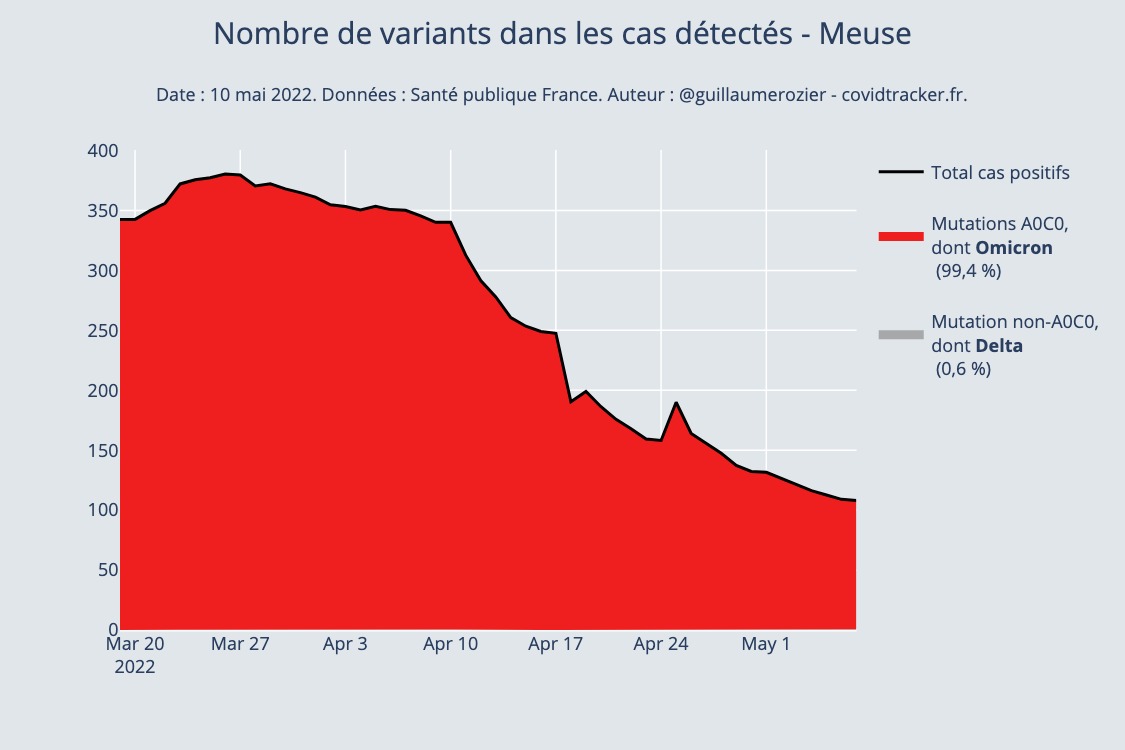 Nombre de variants dans les cas détectés - Meuse
Date : 10 mai 2022. Données : Santé publique France. Auteur : @guillaumerozier - covidtracker.fr.
400
350
300
250
200
150
100
50
0
Mar 20
2022
Mar 27
Apr 3
Apr 10
Apr 17
Apr 24
May 1
Total cas positifs
Mutations A0C0,
dont Omicron
(99,4 %)
Mutation non-A0C0,
dont Delta
(0,6 %)